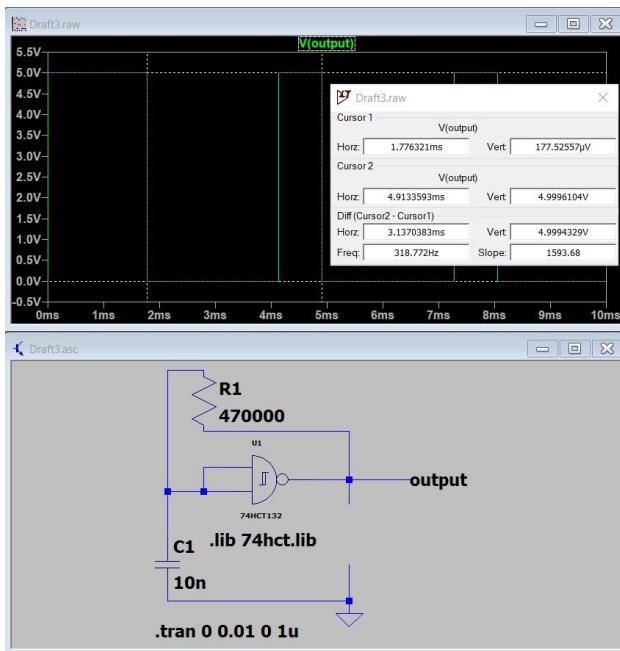 Draft3.raw
V(output)
5.5V
5.0V
4.5V
4.0V
3.5V
3.0V
2.5V
2.0V
1.5V
1.0V
0.5V
0.0V
-0.5V
0ms 1ms 2ms 3ms 4ms 5ms 6ms 7ms 8ms 9ms 10ms
Draft3.raw
Cursor 1
V(output)
Horz: 1.776321ms Vert: 177.52557µV
Cursor 2
V(output)
Horz: 4.9133593ms Vert: 4.9996104V
Diff (Cursor2 - Cursor1)
Horz: 3.1370383ms Vert: 4.9994329V
Freq: 318.772Hz Slope: 1593.68
Draft3.asc
R1
470000
U1
output
74HCT132
.lib 74hct.lib
C1
10n
.tran 0 0.01 0 1u